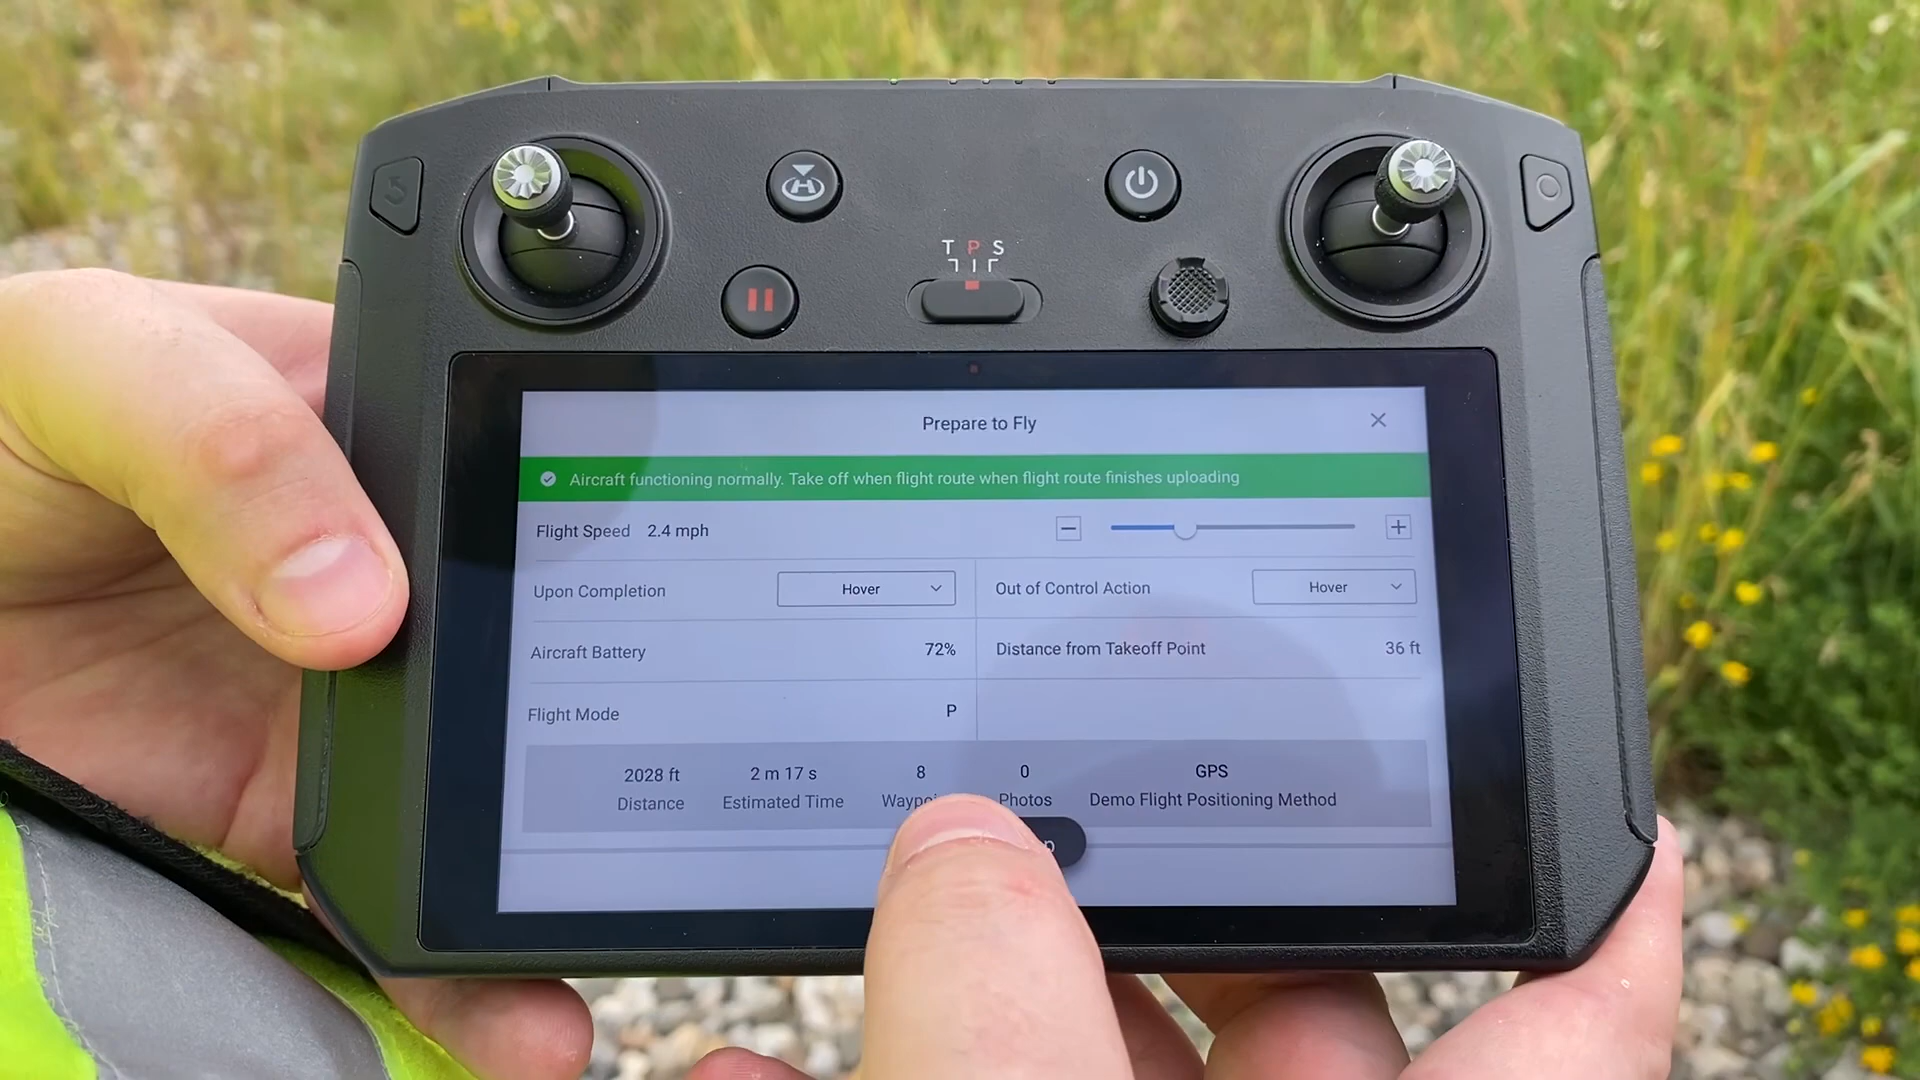 T P S
Prepare to Fly
Aircraft functioning normally. Take off when flight route when flight route finishes uploading
Flight Speed 2.4 mph
Upon Completion Hover Out of Control Action Hover
Aircraft Battery 72% Distance from Takeoff Point 36 ft
Flight Mode P
2028 ft 2 m 17 s 8 0 GPS
Distance Estimated Time Photos Demo Flight Positioning Method